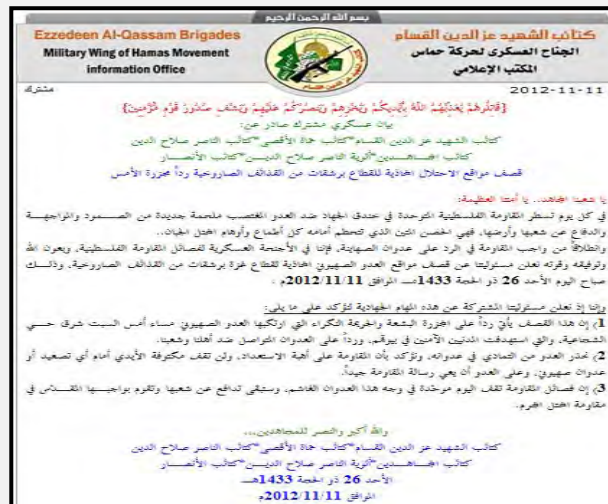 بسم الله الرحمن الرحيم
Ezzedeen Al-Qassam Brigades
Military Wing of Hamas Movement
information Office
كتائب الشهيد عز الدين القسام
الجناح العسكري لحركة حماس
المكتب الإعلامي
2012-11-11
مشترك
{قَاتِلُوهُمْ يُعَذِّبْهُمُ اللَّهُ بِأَيْدِيكُمْ وَيُخْزِهِمْ وَيَنصُرْكُمْ عَلَيْهِمْ وَيَشْفِ صُدُورَ قَوْمٍ مُّؤْمِنِينَ}
بيان عسكري مشترك صادر عن:
كتائب الشهيد عز الدين القسام*كتائب حماة الأقصى*كتائب الناصر صلاح الدين
كتائب المجاهدين*ألوية الناصر صلاح الدين*كتائب الأنصار
قصف مواقع الاحتلال المحاذية للقطاع برشقات من القذائف الصاروخية رداً مجزرة الأمس
يا شعبنا المجاهد.. يا أمتنا العظيمة:
في كل يوم تسطر المقاومة الفلسطينية المتوحدة في خندق الجهاد ضد العدو المغتصب ملحمة جديدة من الصمود والمواجهة
والدفاع عن شعبها وأرضها، فهي الحصن المتين الذي تتحطم أمامه كل أطماع وأوهام المحتل الجبان..
وانطلاقاً من واجب المقاومة في الرد على عدوان الصهاينة، فإننا في الأجنحة العسكرية لفصائل المقاومة الفلسطينية، وبعون الله
وتوفيقه وقوته نعلن مسئوليتنا عن قصف مواقع العدو الصهيوني المحاذية لقطاع غزة برشقات من القذائف الصاروخية، وذلك
صباح اليوم الأحد 26 ذو الحجة 1433هـ الموافق 2012/11/11م .
وإننا إذ نعلن مسئوليتنا المشتركة عن هذه المهام الجهادية لنؤكد على ما يلي:
1) إن هذا القصف يأتي رداً على المجزرة البشعة والجريمة النكراء التي ارتكبها العدو الصهيوني مساء أمس السبت شرق حي
الشجاعية، والتي استهدفت المدنيين الآمنين في بيوتهم، ورداً على العدوان المتواصل ضد أهلنا وشعبنا.
2) نحذر العدو من التمادي في عدوانه، ونؤكد بأن المقاومة على أهبة الاستعداد، ولن تقف مكتوفة الأيدي أمام أي تصعيد أو
عدوان صهيوني، وعلى العدو أن يعي رسالة المقاومة جيداً.
3) إن فصائل المقاومة تقف اليوم موحدة في وجه هذا العدوان الغاشم، وستبقى تدافع عن شعبها وتقوم بواجبها المقدس في
مقاومة المحتل المجرم.
والله أكبر والنصر للمجاهدين...
كتائب الشهيد عز الدين القسام*كتائب حماة الأقصى*كتائب الناصر صلاح الدين
كتائب المجاهدين*ألوية الناصر صلاح الدين*كتائب الأنصار
الأحد 26 ذو الحجة 1433هـ
الموافق 2012/11/11م